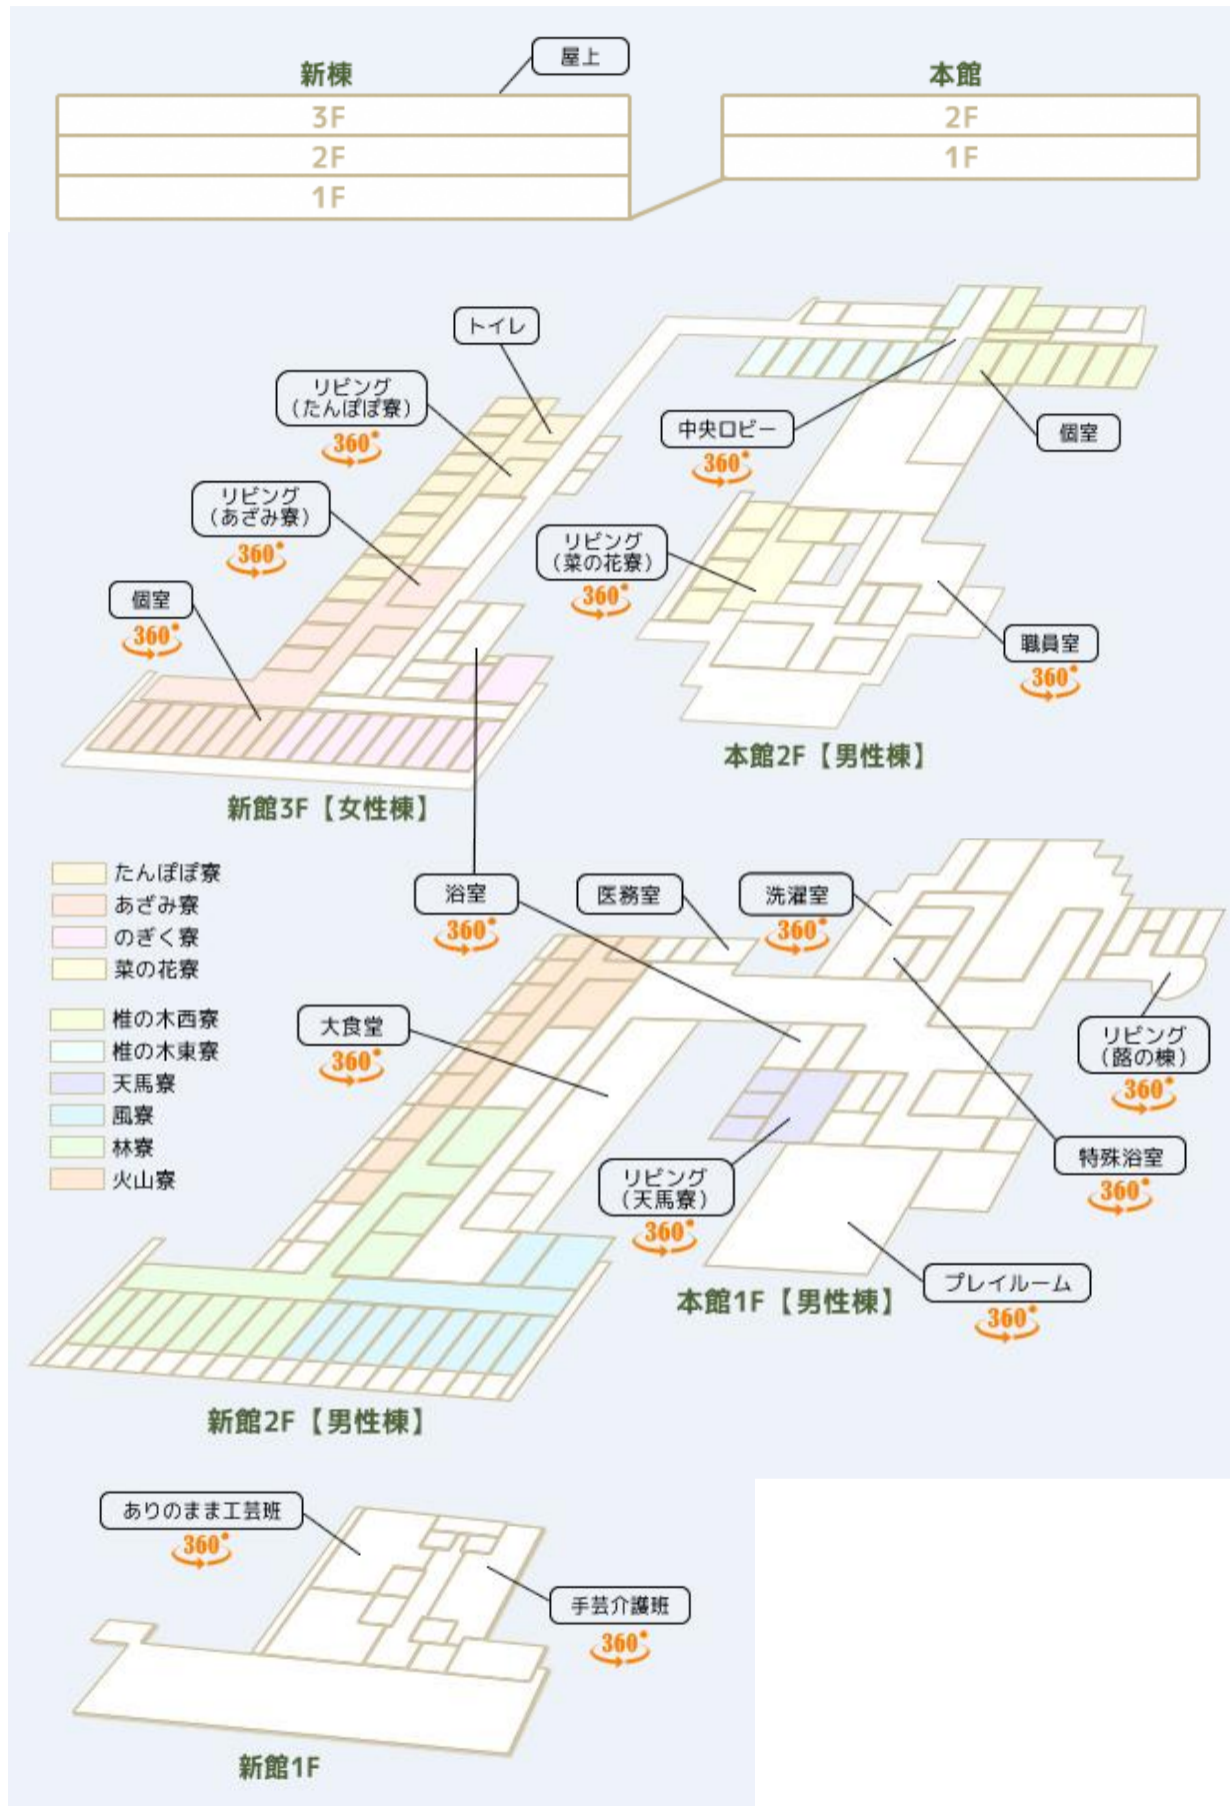 屋上
新棟
本館
3F
2F
1F
2F
1F
トイレ
リビング
（たんぽぽ寮）
360°
中央ロビー
360°
個室
リビング
（あざみ寮）
360°
リビング
（菜の花寮）
360°
個室
360°
職員室
360°
本館2F【男性棟】
新館3F【女性棟】
たんぽぽ寮
あざみ寮
のぎく寮
菜の花寮
椎の木西寮
椎の木東寮
天馬寮
風寮
林寮
火山寮
浴室
360°
医務室
洗濯室
360°
大食堂
360°
リビング
（蕗の棟）
360°
特殊浴室
360°
リビング
（天馬寮）
360°
プレイルーム
360°
本館1F【男性棟】
新館2F【男性棟】
ありのまま工芸班
360°
手芸介護班
360°
新館1F